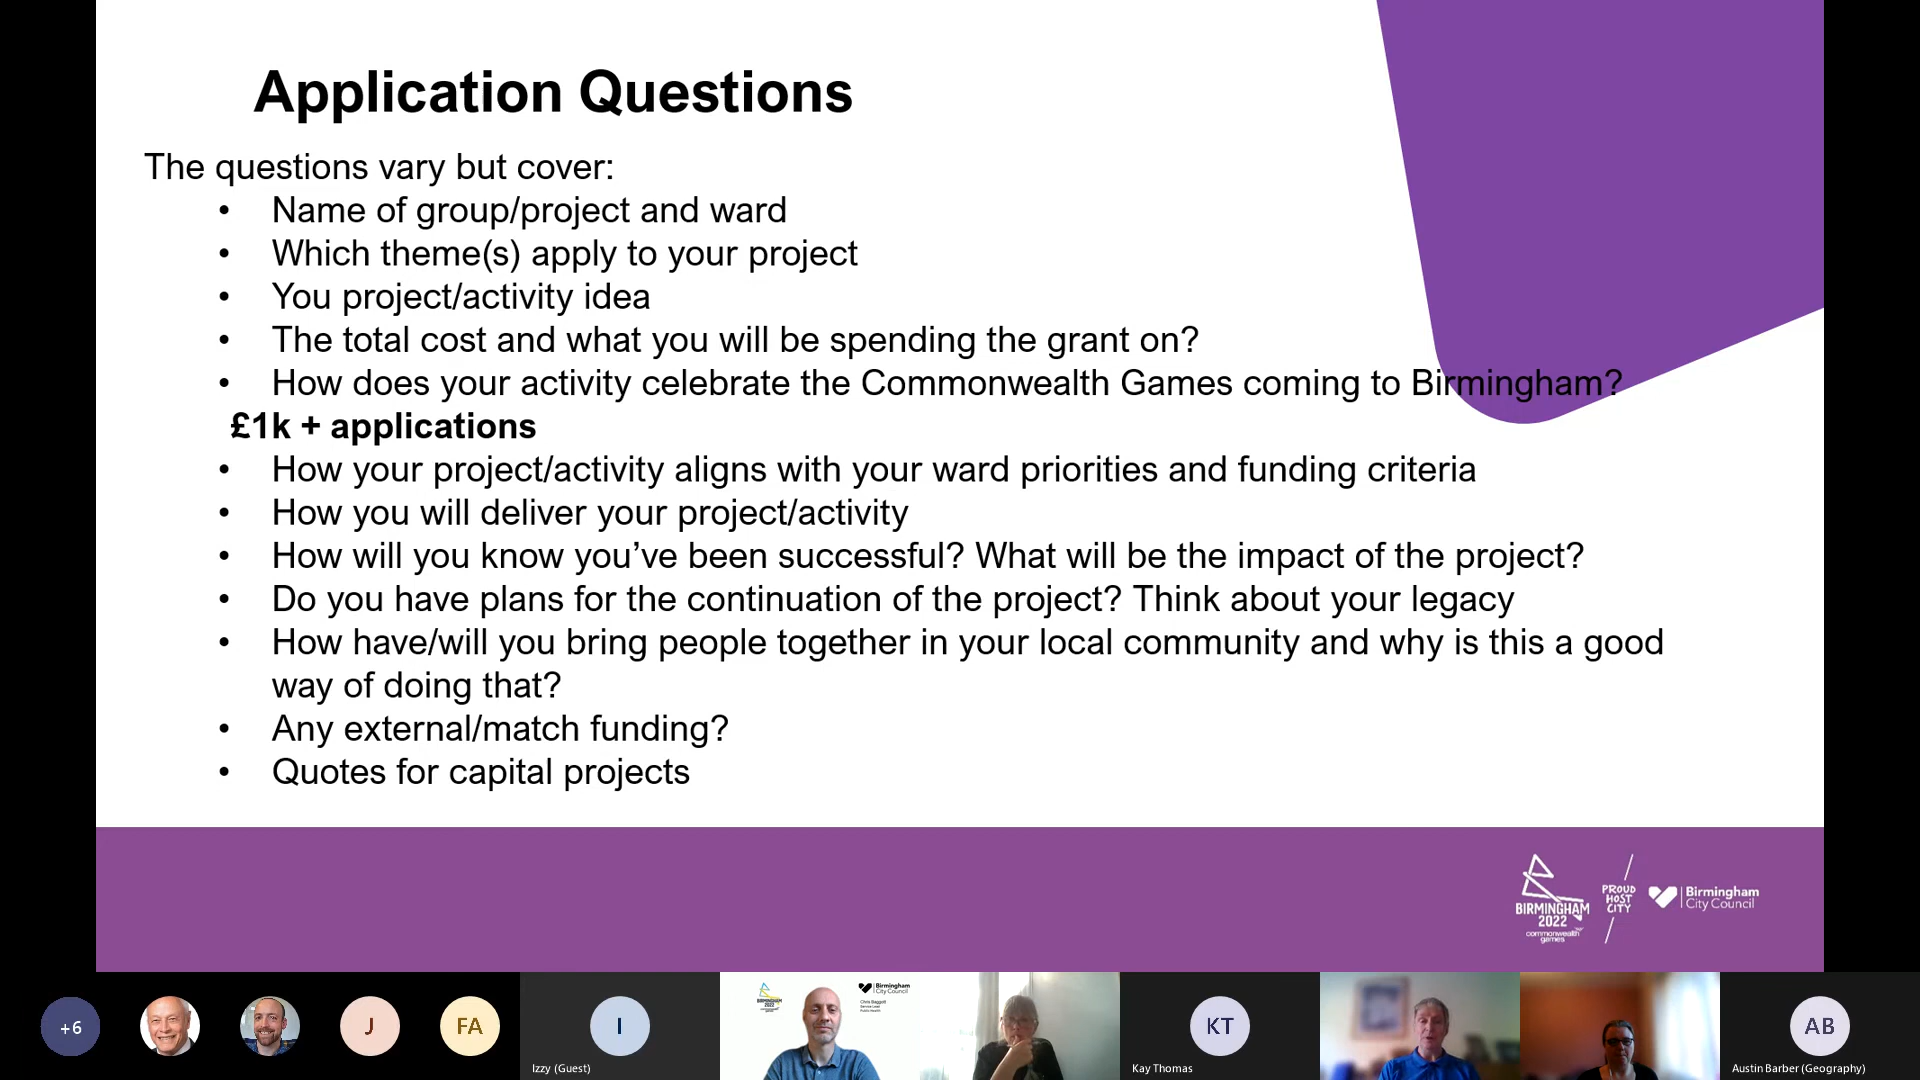 Application Questions
The questions vary but cover:
• Name of group/project and ward
• Which theme(s) apply to your project
• You project/activity idea
• The total cost and what you will be spending the grant on?
• How does your activity celebrate the Commonwealth Games coming to Birmingham?
£1k + applications
• How your project/activity aligns with your ward priorities and funding criteria
• How you will deliver your project/activity
• How will you know you’ve been successful? What will be the impact of the project?
• Do you have plans for the continuation of the project? Think about your legacy
• How have/will you bring people together in your local community and why is this a good
way of doing that?
• Any external/match funding?
• Quotes for capital projects
BIRMINGHAM
2022
commonwealth
games
PROUD
HOST
CITY
Birmingham
City Council
+6
J
FA
I
Izzy (Guest)
BIRMINGHAM
2022
Birmingham
City Council
Chris Baggott
Service Lead
Public Health
KT
Kay Thomas
AB
Austin Barber (Geography)